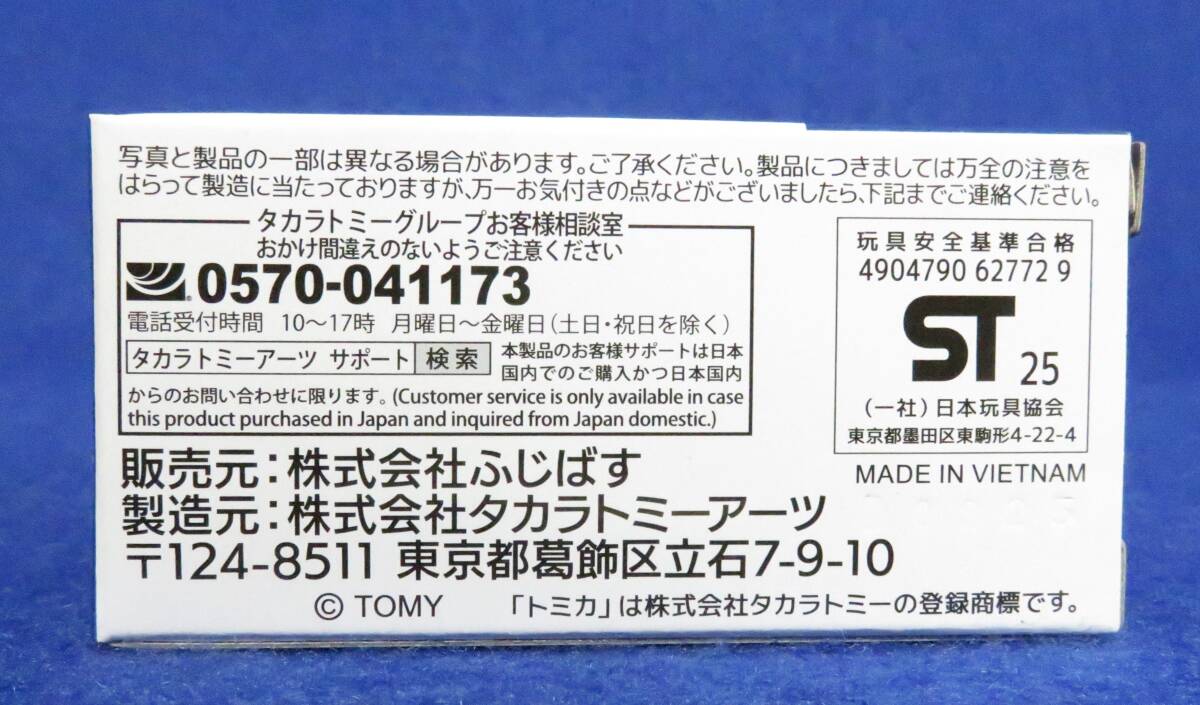 写真と製品の一部は異なる場合があります。ご了承ください。製品につきましては万全の注意を
はらって製造に当たっておりますが、万一お気付きの点などがございましたら、下記までご連絡ください。
タカラトミーグループお客様相談室
おかけ間違えのないようご注意ください
0570-041173
電話受付時間 10～17時 月曜日～金曜日(土日・祝日を除く)
タカラトミーアーツ サポート 検索
本製品のお客様サポートは日本
国内でのご購入かつ日本国内
からのお問い合わせに限ります。(Customer service is only available in case
this product purchased in Japan and inquired from Japan domestic.)
玩具安全基準合格
4904790 62772 9
ST 25
(一社)日本玩具協会
東京都墨田区東駒形4-22-4
MADE IN VIETNAM
販売元:株式会社ふじばす
製造元:株式会社タカラトミーアーツ
〒124-8511 東京都葛飾区立石7-9-10
© TOMY 「トミカ」は株式会社タカラトミーの登録商標です。